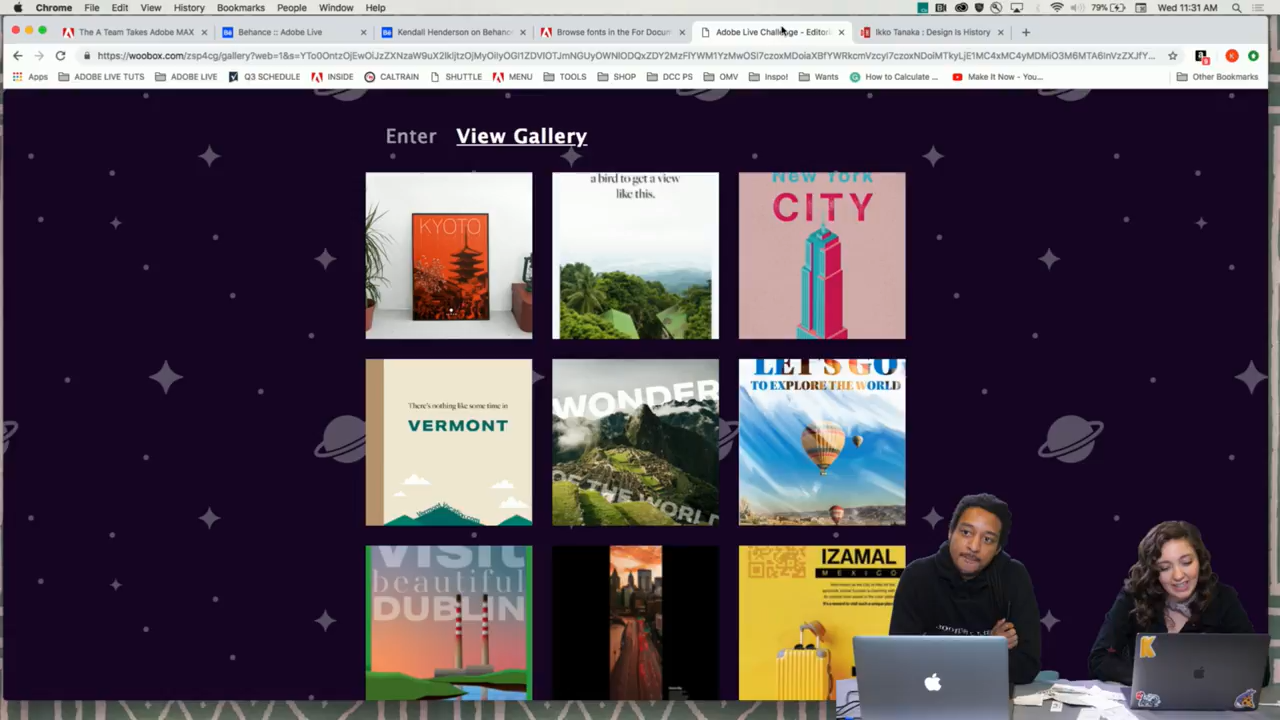 Chrome File Edit View History Bookmarks People Window Help
79% Wed 11:31 AM
The A Team Takes Adobe MAX
Behance :: Adobe Live
Kendall Henderson on Behance
Browse fonts in the For Docum
Adobe Live Challenge - Editori
Ikko Tanaka : Design Is History
Apps ADOBE LIVE TUTS ADOBE LIVE Q3 SCHEDULE INSIDE CALTRAIN SHUTTLE MENU TOOLS SHOP DCC PS OMV Inspo! Wants How to Calculate ... Make It Now - You... Other Bookmarks
Enter View Gallery
KYOTO
a bird to get a view
like this.
New York
CITY
There's nothing like some time in
VERMONT
WONDER
OF THE WORLD
LET'S GO
TO EXPLORE THE WORLD
VISIT
beautiful
DUBLIN
IZAMAL
MEXICO
K